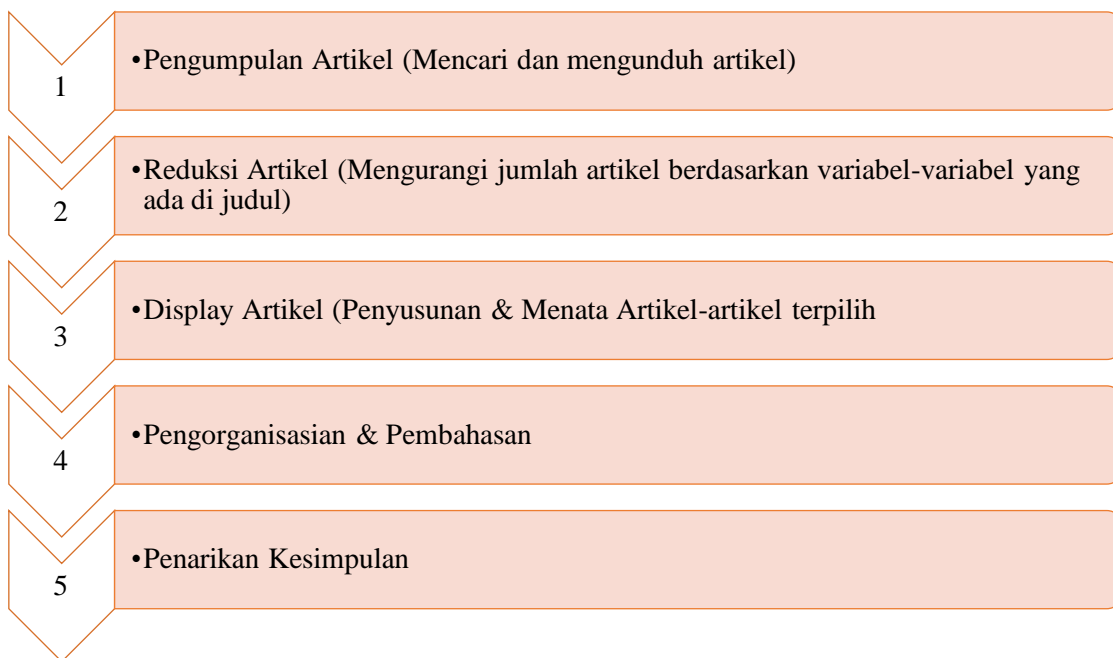 1
•Pengumpulan Artikel (Mencari dan mengunduh artikel)
2
•Reduksi Artikel (Mengurangi jumlah artikel berdasarkan variabel-variabel yang
ada di judul)
3
•Display Artikel (Penyusunan & Menata Artikel-artikel terpilih
4
•Pengorganisasian & Pembahasan
5
•Penarikan Kesimpulan